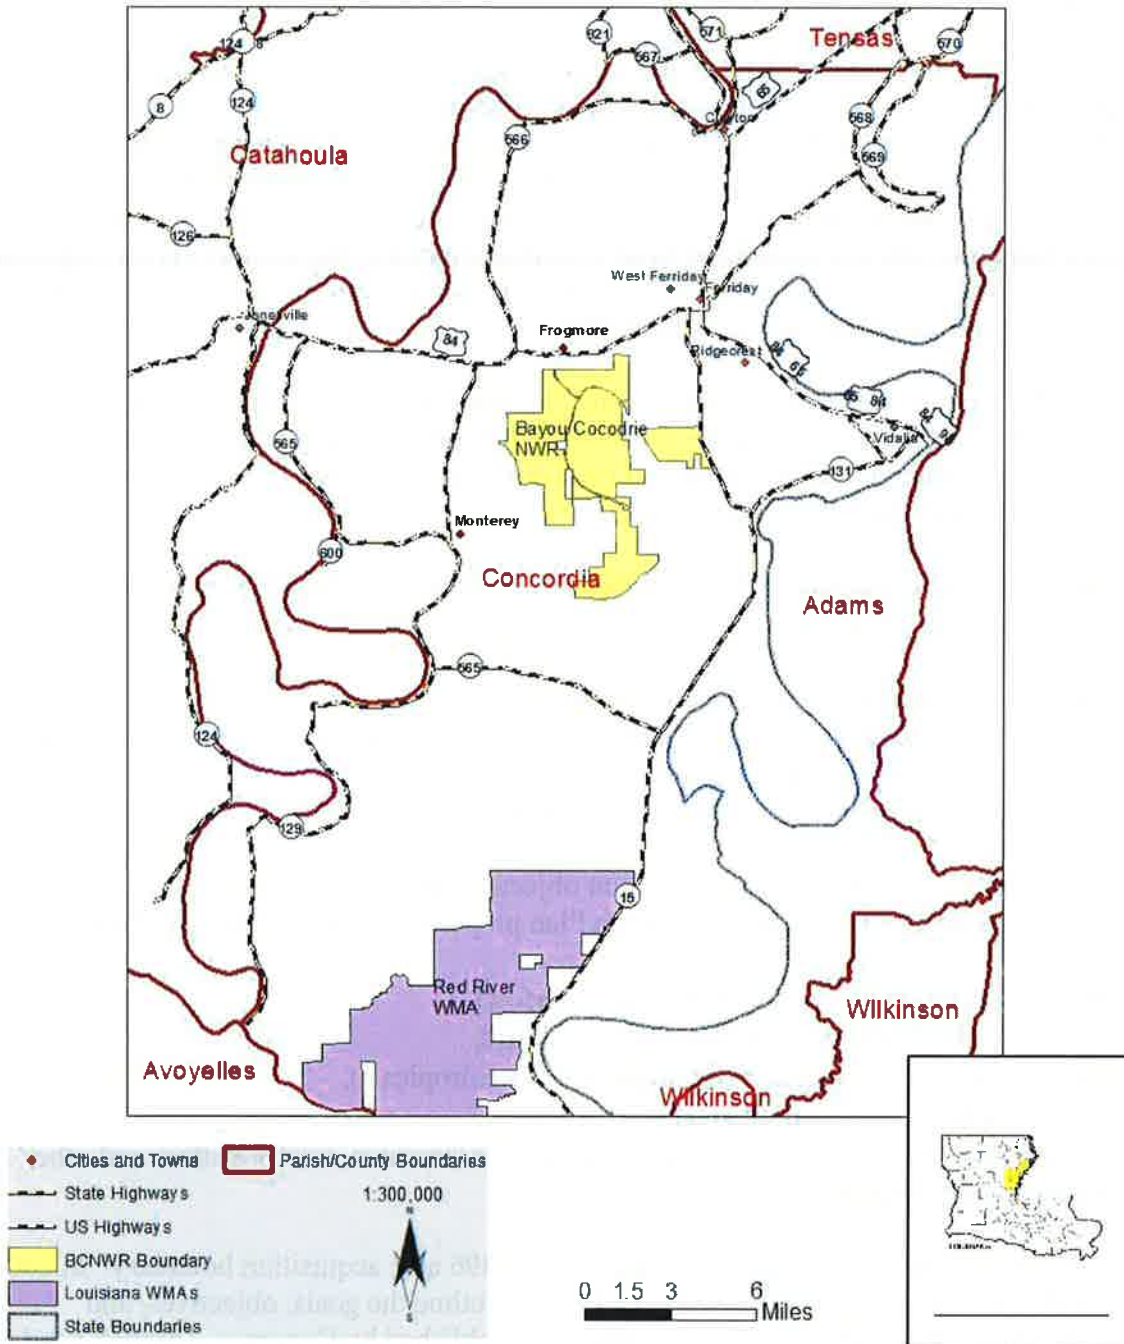 Tensas
124
8
821
567
571
570
65
8
124
566
Clayton
568
569
Catahoula
126
West Ferriday
Ferriday
Jonesville
84
Frogmore
Ridgecrest
84
65
65
84
Bayou Cocodrie
NWR
565
Vidalia
131
Monterey
600
Concordia
Adams
565
124
129
15
Red River
WMA
Wilkinson
Avoyelles
Wilkinson
Cities and Towns
Parish/County Boundaries
State Highways
1:300,000
N
US Highways
BCNWR Boundary
Louisiana WMAs
S
State Boundaries
0 1.5 3 6
Miles